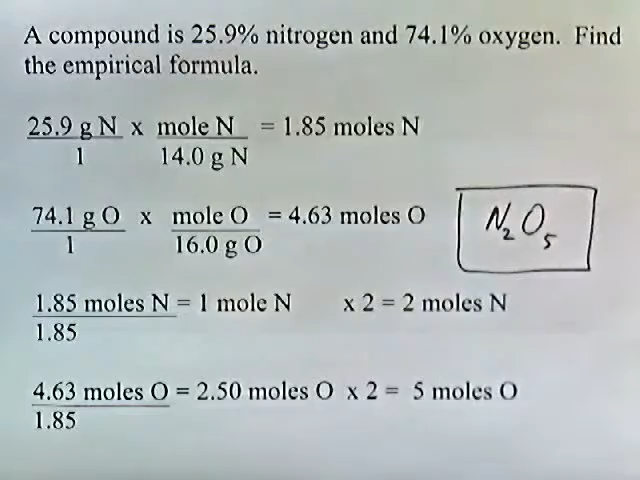 A compound is 25.9% nitrogen and 74.1% oxygen. Find
the empirical formula.
25.9 g N x mole N = 1.85 moles N
1 14.0 g N
74.1 g O x mole O = 4.63 moles O
1 16.0 g O
N₂O₅
1.85 moles N = 1 mole N x 2 = 2 moles N
1.85
4.63 moles O = 2.50 moles O x 2 = 5 moles O
1.85